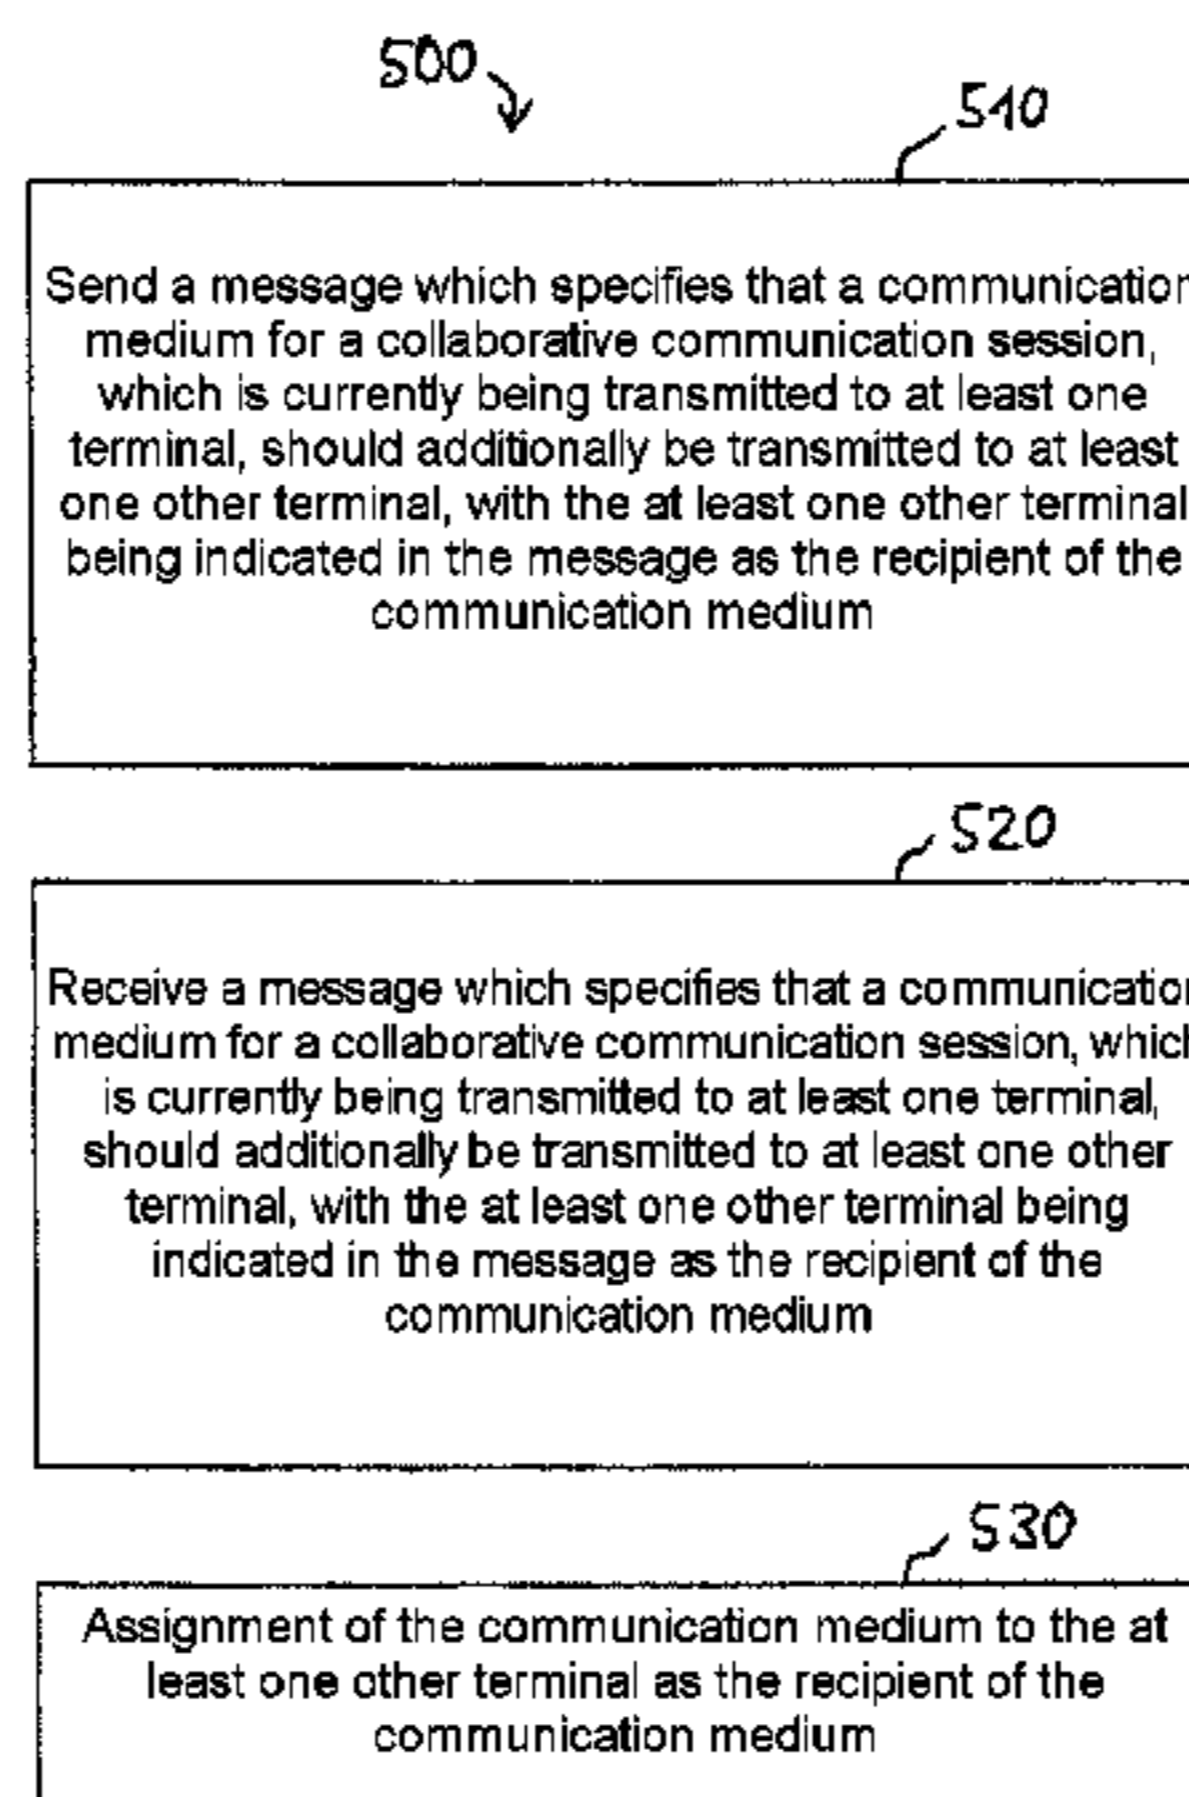 500
510
Send a message which specifies that a communication
medium for a collaborative communication session,
which is currently being transmitted to at least one
terminal, should additionally be transmitted to at least
one other terminal, with the at least one other terminal
being indicated in the message as the recipient of the
communication medium
520
Receive a message which specifies that a communication
medium for a collaborative communication session, which
is currently being transmitted to at least one terminal,
should additionally be transmitted to at least one other
terminal, with the at least one other terminal being
indicated in the message as the recipient of the
communication medium
530
Assignment of the communication medium to the at
least one other terminal as the recipient of the
communication medium